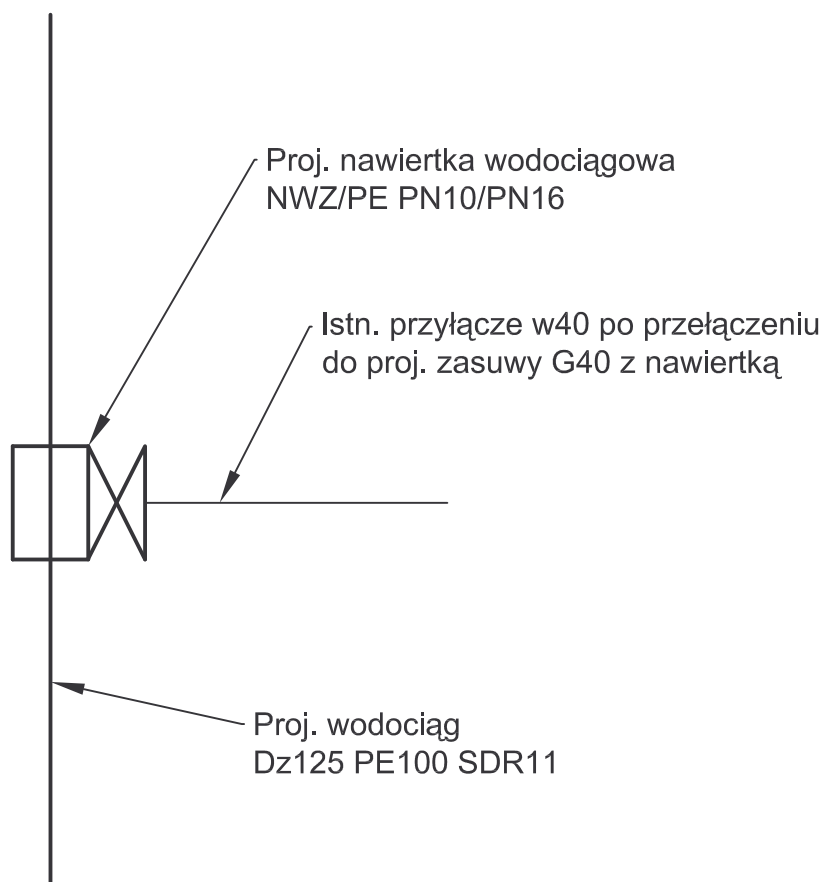 Proj. nawiertka wodociągowa
NWZ/PE PN10/PN16
Istn. przyłącze w40 po przełączeniu
do proj. zasuwy G40 z nawiertką
Proj. wodociąg
Dz125 PE100 SDR11